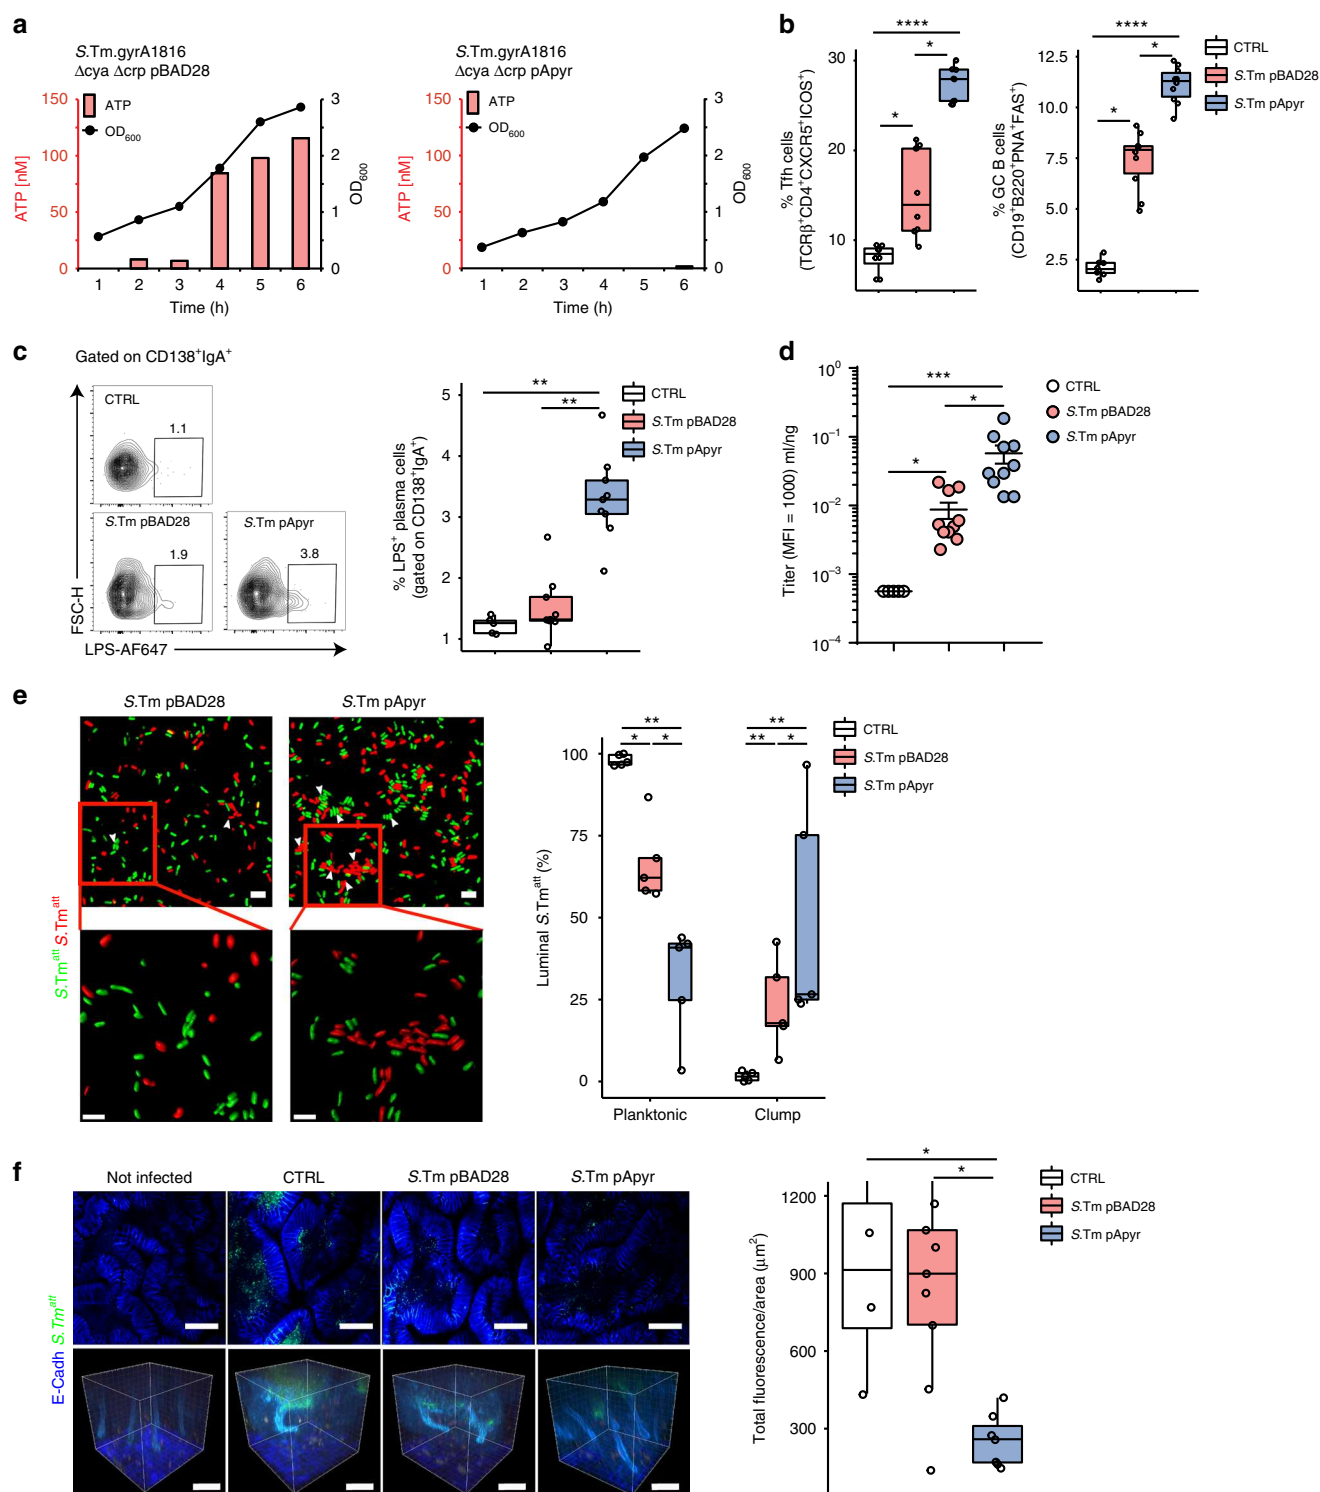 a
S.Tm.gyrA1816
Δcya Δcrp pBAD28
150
100
50
0
ATP [nM]
ATP
OD600
3
2
1
0
OD600
1 2 3 4 5 6
Time (h)
S.Tm.gyrA1816
Δcya Δcrp pApyr
150
100
50
0
ATP [nM]
ATP
OD600
3
2
1
0
OD600
1 2 3 4 5 6
Time (h)
b
% Tfh cells
(TCRβ+CD4+CXCR5+ICOS+)
30
20
10
****
*
*
% GC B cells
(CD19+B220+PNA+FAS+)
12.5
10.0
7.5
5.0
2.5
****
*
*
CTRL
S.Tm pBAD28
S.Tm pApyr
c
Gated on CD138+IgA+
CTRL
1.1
S.Tm pBAD28
1.9
S.Tm pApyr
3.8
FSC-H
LPS-AF647
% LPS+ plasma cells
(gated on CD138+IgA+)
5
4
3
2
1
**
**
CTRL
S.Tm pBAD28
S.Tm pApyr
d
Titer (MFI = 1000) ml/ng
10^0
10^−1
10^−2
10^−3
10^−4
***
*
*
CTRL
S.Tm pBAD28
S.Tm pApyr
e
S.Tm pBAD28
S.Tm pApyr
S.Tm^att S.Tm^att
Luminal S.Tm^att (%)
100
75
50
25
0
**
* *
**
** *
Planktonic
Clump
CTRL
S.Tm pBAD28
S.Tm pApyr
f
Not infected
CTRL
S.Tm pBAD28
S.Tm pApyr
E-Cadh S.Tm^att
Total fluorescence/area (μm²)
1200
900
600
300
*
*
CTRL
S.Tm pBAD28
S.Tm pApyr